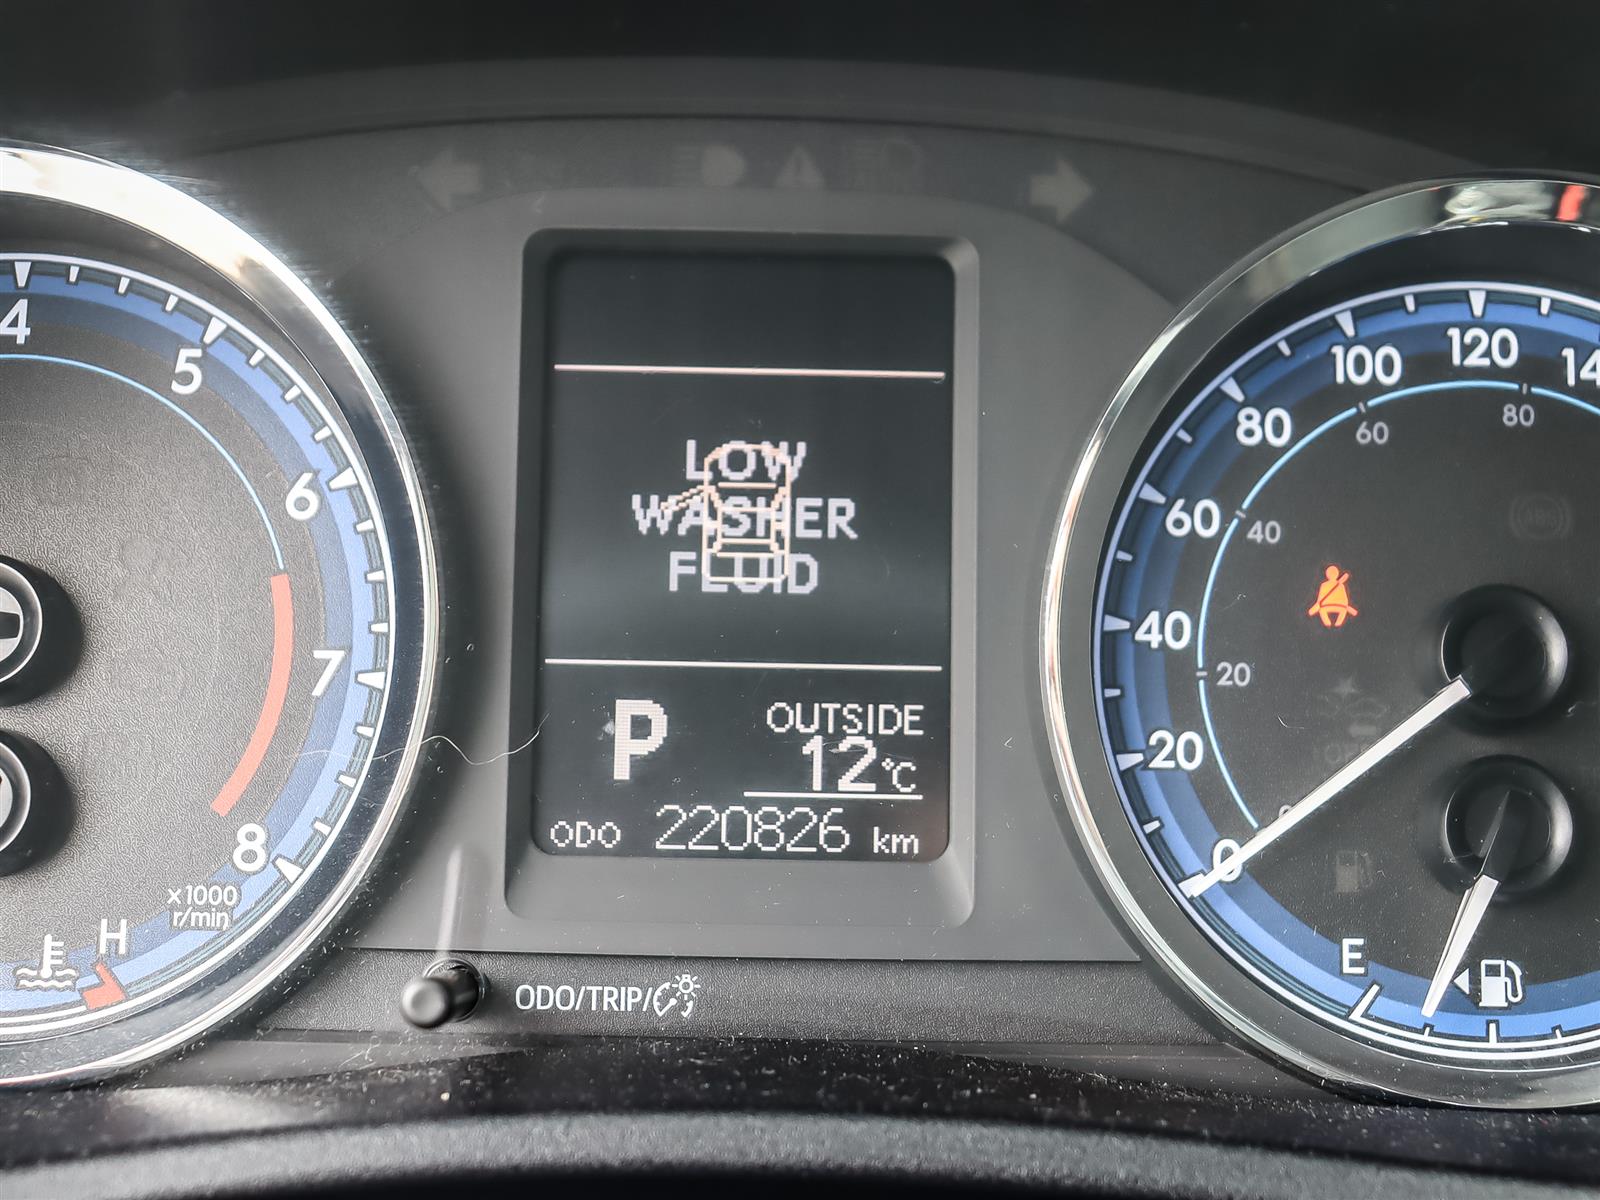 4
5
6
7
8
x1000
r/min
H
LOW
WASHER
FLUID
P
OUTSIDE
12°C
ODO 220826 km
ODO/TRIP/
0
20
40
60
80
100
120
20
40
60
80
E